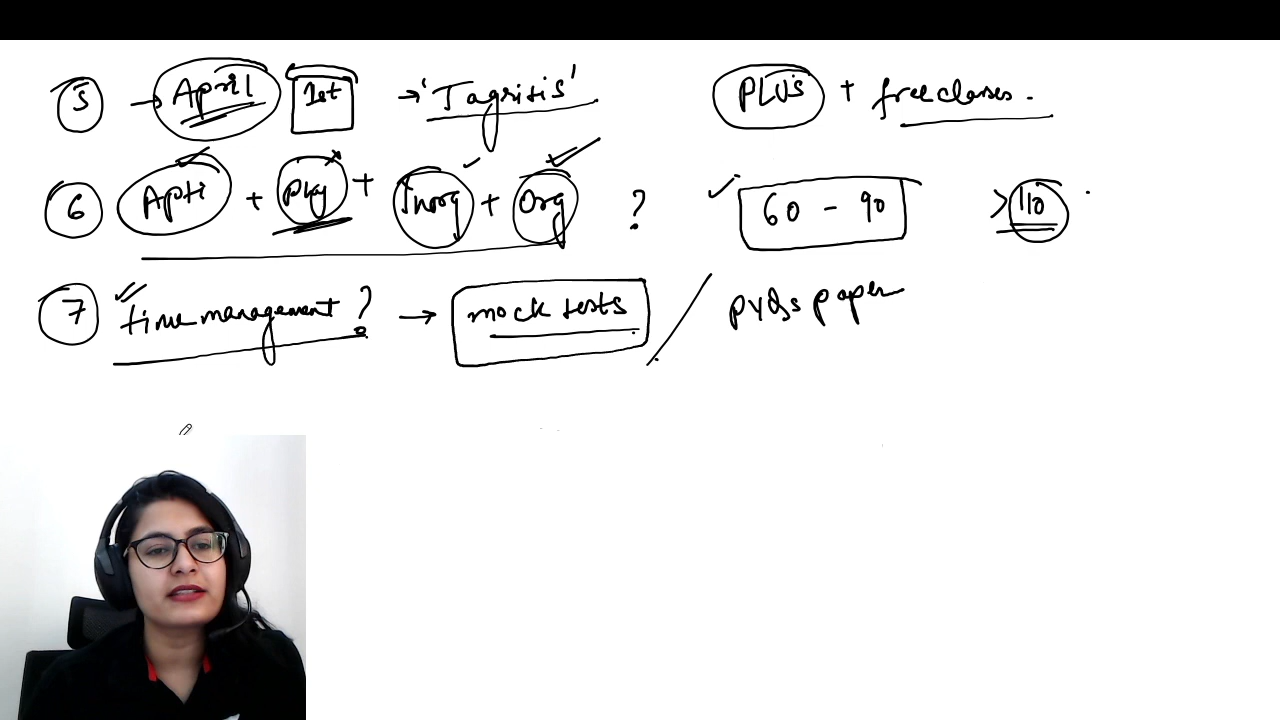 5 → April 1st → 'Jagritis' PLUS + free classes.
6 Apti + Phy + Inorg + Org ? 60 - 90 > 110
7 time management? → mock tests / PYQs paper